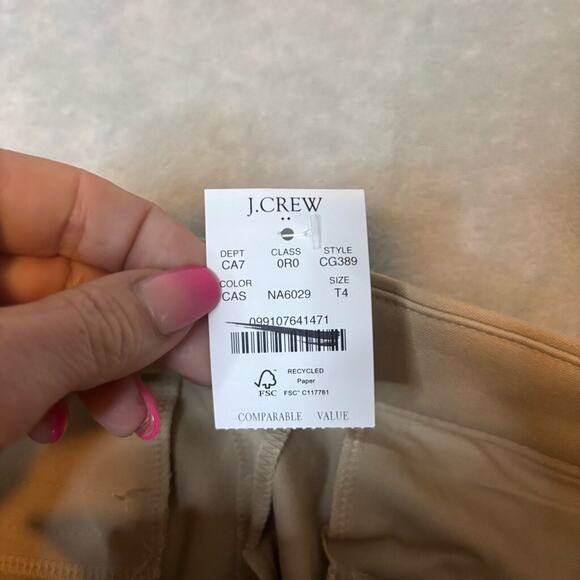 J.CREW
DEPT CLASS STYLE
CA7 0R0 CG389
COLOR SIZE
CAS NA6029 T4
099107641471
RECYCLED
Paper
FSC
FSC™ C117781
COMPARABLE VALUE